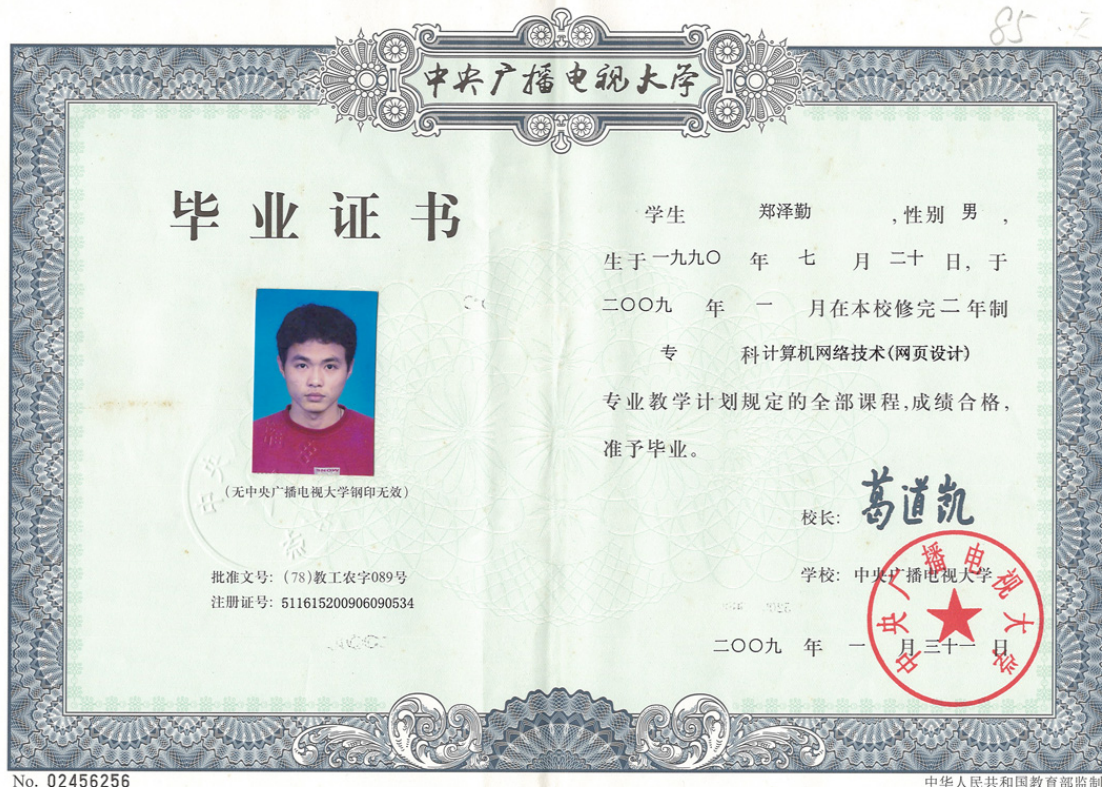 85
中央广播电视大学
毕业证书
(无中央广播电视大学钢印无效)
批准文号: (78)教工农字089号
注册证号: 511615200906090534
学生 郑泽勤 ,性别 男 ,
生于一九九〇 年 七 月 二十 日, 于
二〇〇九 年 一 月在本校修完二年制
专 科计算机网络技术(网页设计)
专业教学计划规定的全部课程,成绩合格,
准予毕业。
校长: 葛道凯
学校: 中央广播电视大学
二〇〇九 年 一 月三十一 日
中央广播电视大学
No. 02456256
中华人民共和国教育部监制